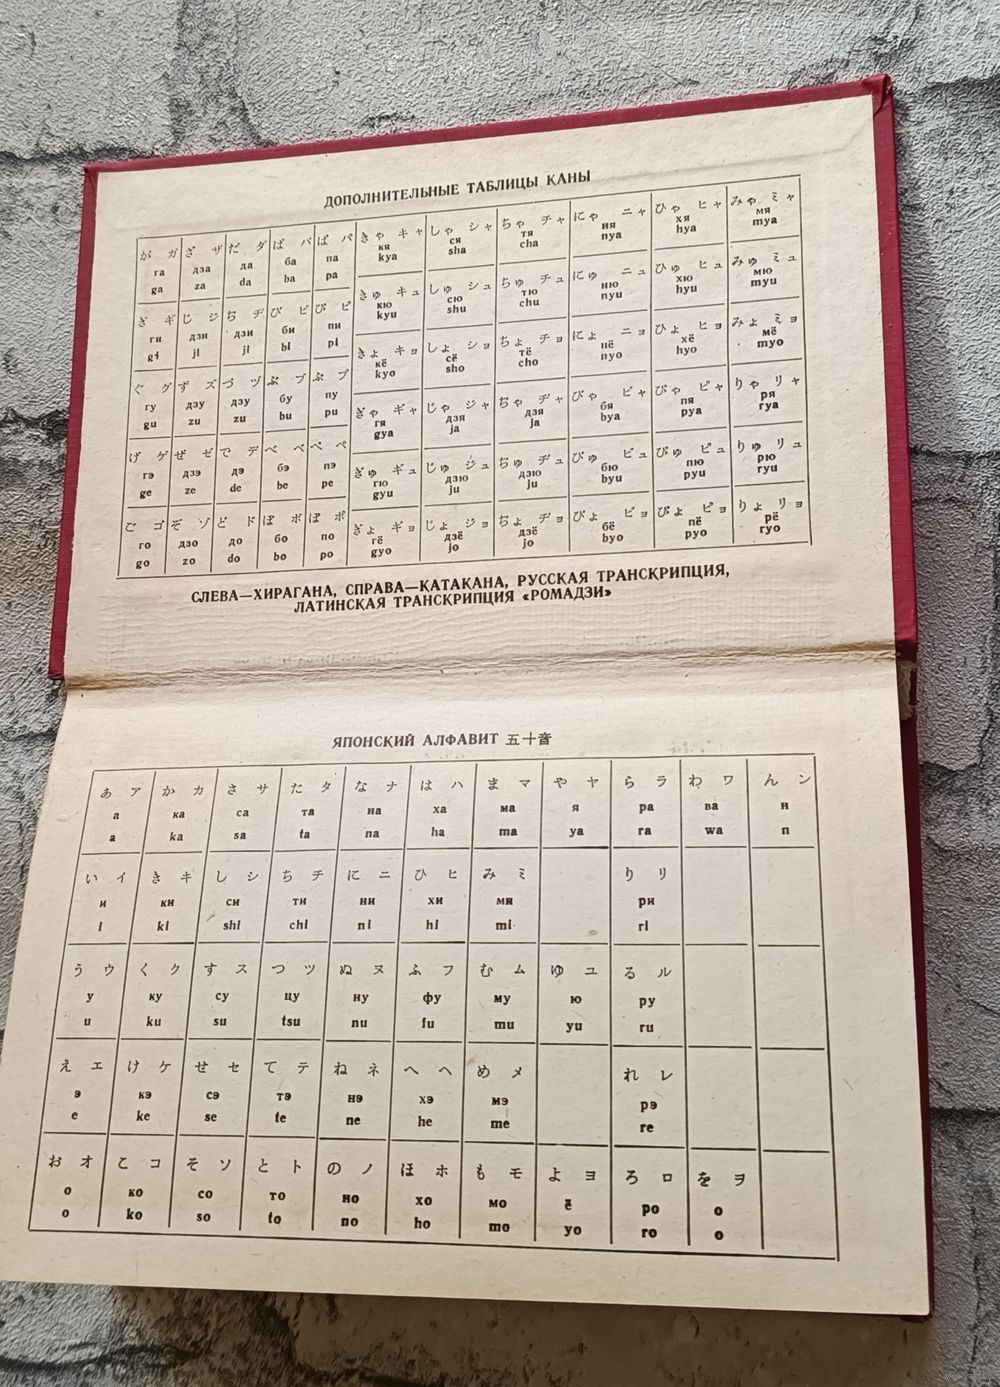 ДОПОЛНИТЕЛЬНЫЕ ТАБЛИЦЫ КАНЫ
が ガ ざ ザ だ ダ ば バ ぱ パ きゃ キャ しゃ シャ ちゃ チャ にゃ ニャ ひゃ ヒャ みゃ ミャ
га дза да ба па кя ся тя ня хя мя
ga za da ba pa kya sha cha nya hya mya
きゅ キュ しゅ シュ ちゅ チュ にゅ ニュ ひゅ ヒュ みゅ ミュ
кю сю тю ню хю мю
kyu shu chu nyu hyu myu
ぎ ギ じ ジ ぢ ヂ び ビ ぴ ピ
ги дзи дзи би пи
gi ji ji bi pi
きょ キョ しょ ショ ちょ チョ にょ ニョ ひょ ヒョ みょ ミョ
кё сё тё нё хё мё
kyo sho cho nyo hyo myo
ぐ グ ず ズ づ ヅ ぶ ブ ぷ プ
гу дзу дзу бу пу
gu zu zu bu pu
ぎゃ ギャ じゃ ジャ ぢゃ ヂャ びゃ ビャ ぴゃ ピャ りゃ リャ
гя дзя дзя бя пя ря
gya ja ja bya pya rya
げ ゲ ぜ ゼ で デ べ ベ ぺ ペ
гэ дзэ дэ бэ пэ
ge ze de be pe
ぎゅ ギュ じゅ ジュ ぢゅ ヂュ びゅ ビュ ぴゅ ピュ りゅ リュ
гю дзю дзю бю пю рю
gyu ju ju byu pyu ryu
ご ゴ ぞ ゾ ど ド ぼ ボ ぽ ポ
го дзо до бо по
go zo do bo po
ぎょ ギョ じょ ジョ ぢょ ヂョ びょ ビョ ぴょ ピョ りょ リョ
гё дзё дзё бё пё рё
gyo jo jo byo pyo ryo
СЛЕВА—ХИРАГАНА, СПРАВА—КАТАКАНА, РУССКАЯ ТРАНСКРИПЦИЯ,
ЛАТИНСКАЯ ТРАНСКРИПЦИЯ «РОМАДЗИ»
ЯПОНСКИЙ АЛФАВИТ 五十音
あ ア か カ さ サ た タ な ナ は ハ ま マ や ヤ ら ラ わ ワ ん ン
а ка са та на ха ма я ра ва н
a ka sa ta na ha ma ya ra wa n
い イ き キ し シ ち チ に ニ ひ ヒ み ミ り リ
и ки си ти ни хи ми ри
i ki shi chi ni hi mi ri
う ウ く ク す ス つ ツ ぬ ヌ ふ フ む ム ゆ ユ る ル
у ку су цу ну фу му ю ру
u ku su tsu nu fu mu yu ru
え エ け ケ せ セ て テ ね ネ へ ヘ め メ れ レ
э кэ сэ тэ нэ хэ мэ рэ
e ke se te ne he me re
お オ こ コ そ ソ と ト の ノ ほ ホ も モ よ ヨ ろ ロ を ヲ
о ко со то но хо мо ё ро о
o ko so to no ho mo yo ro o